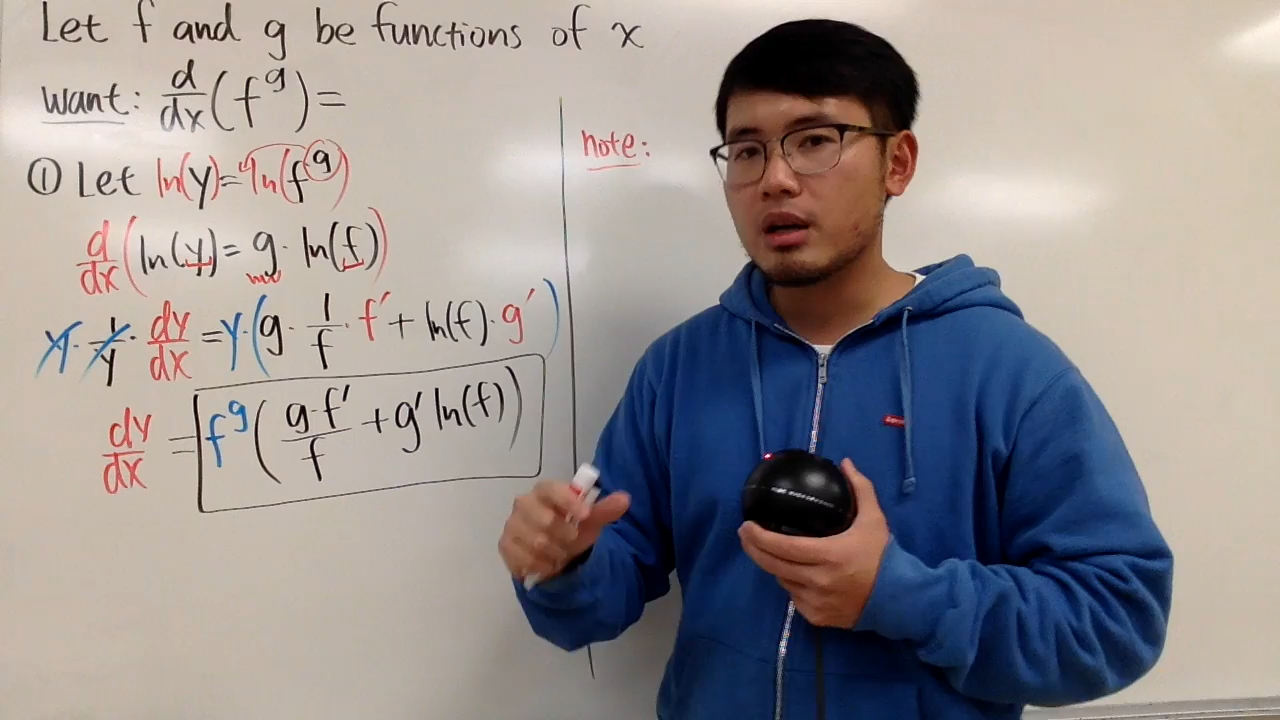 Let f and g be functions of x
want: d/dx (f^g) =
① Let ln(y) = ln(f^g)
d/dx (ln(y) = g · ln(f))
y · 1/y · dy/dx = y · (g · 1/f · f' + ln(f) · g')
dy/dx = f^g (g·f'/f + g' ln(f))
note: